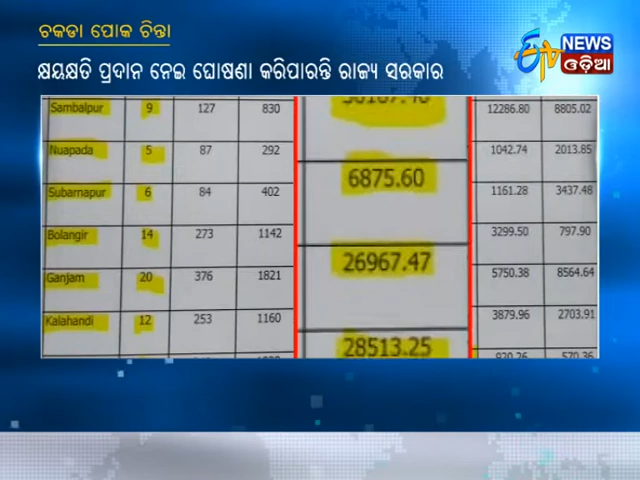 ଚକଡା ପୋକ ଚିନ୍ତା
କ୍ଷୟକ୍ଷତି ପ୍ରଦାନ ନେଇ ଘୋଷଣା କରିପାରନ୍ତି ରାଜ୍ୟ ସରକାର
ETV NEWS
ଓଡ଼ିଆ
Sambalpur 9 127 830 12286.80 8805.02
Nuapada 5 87 292 1042.74 2013.85
6875.60
Subarnapur 6 84 402 1161.28 3437.48
Bolangir 14 273 1142 3299.50 797.90
26967.47
Ganjam 20 376 1821 5750.38 8564.64
Kalahandi 12 253 1160 3879.96 2703.91
28513.25